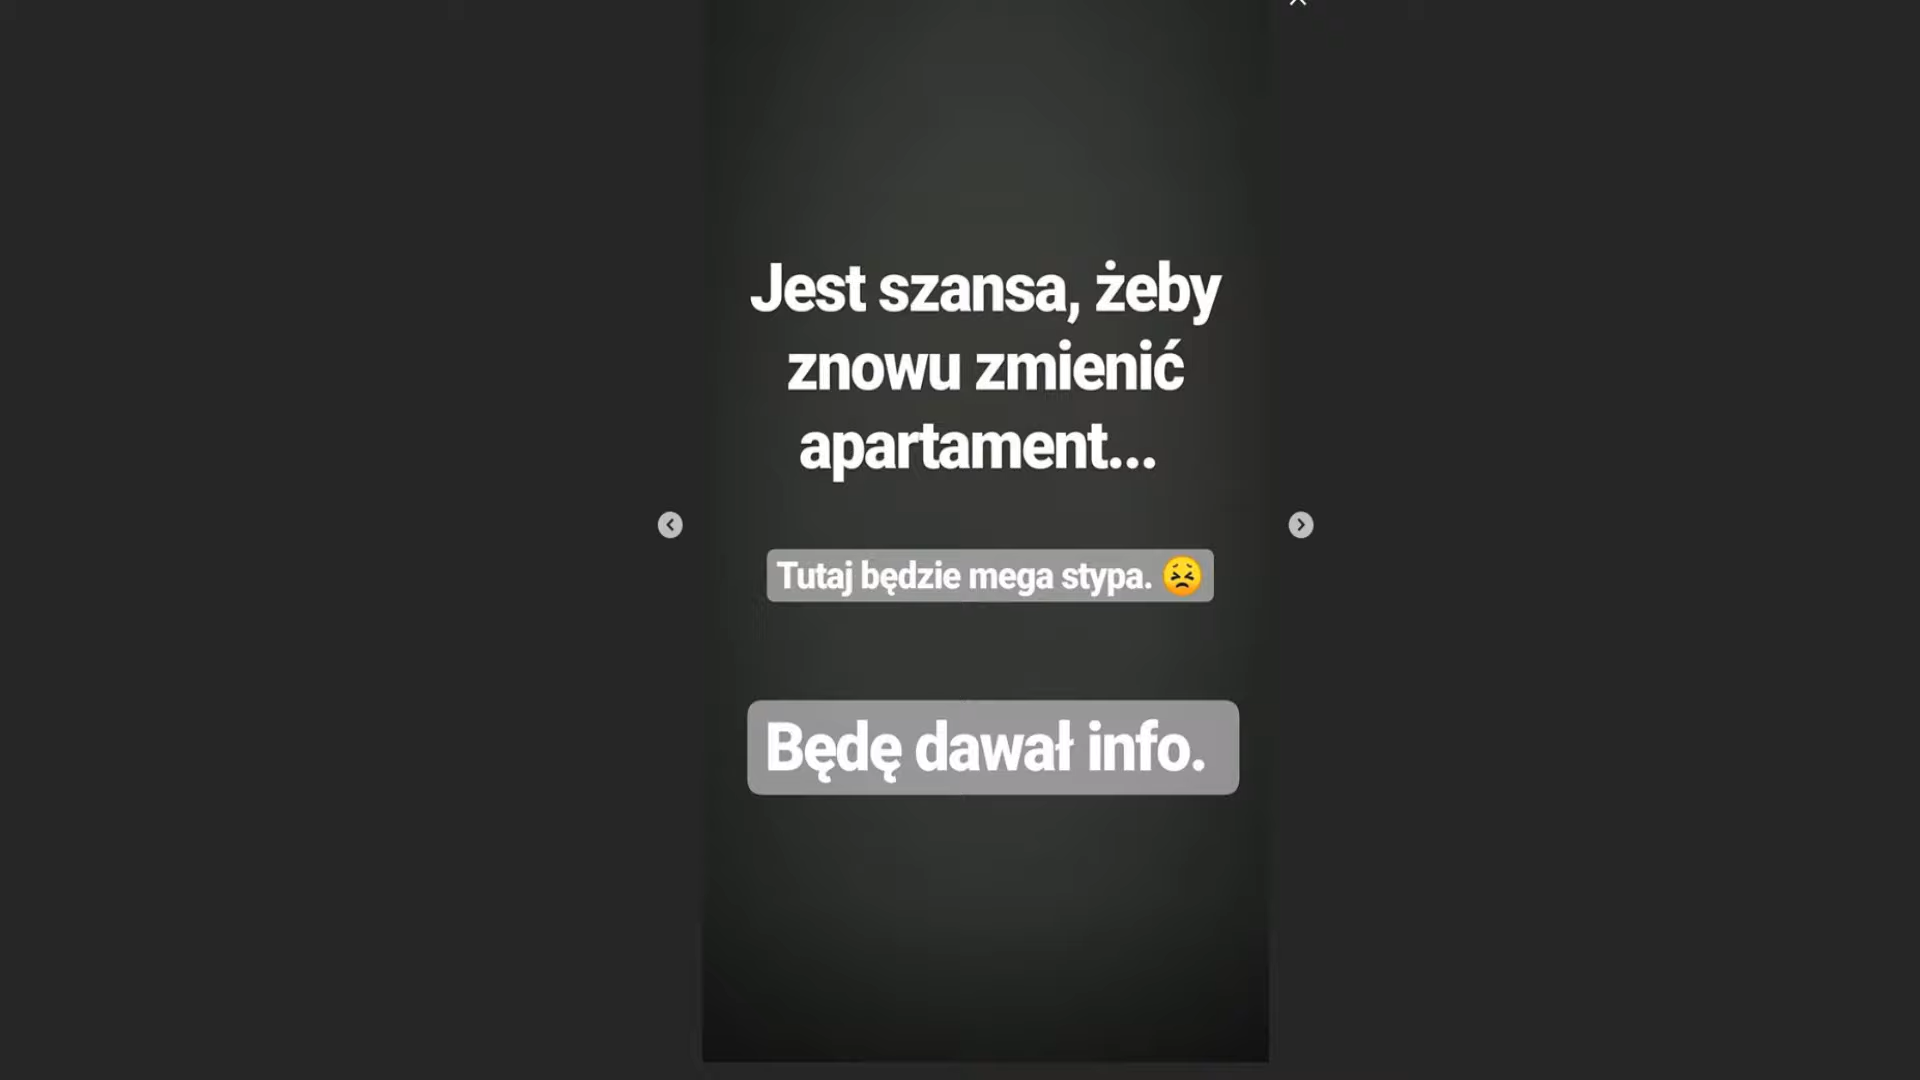 Jest szansa, żeby
znowu zmienić
apartament...
Tutaj będzie mega stypa. 😣
Będę dawał info.